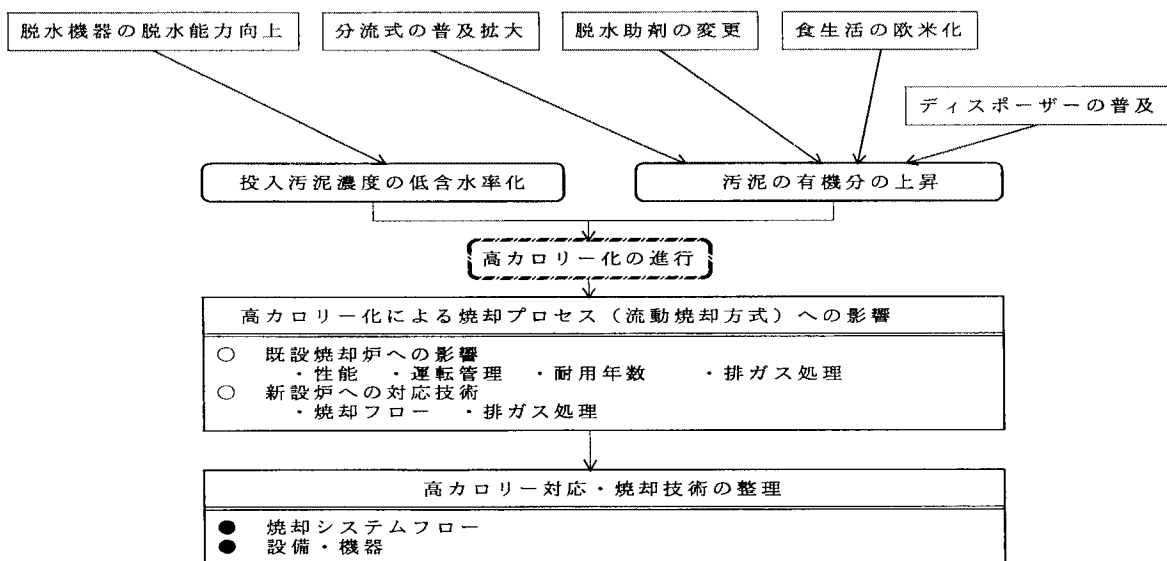 脱水機器の脱水能力向上
分流式の普及拡大
脱水助剤の変更
食生活の欧米化
ディスポーザーの普及
投入汚泥濃度の低含水率化
汚泥の有機分の上昇
高カロリー化の進行
高カロリー化による焼却プロセス（流動焼却方式）への影響
○ 既設焼却炉への影響
・性能 ・運転管理 ・耐用年数 ・排ガス処理
○ 新設炉への対応技術
・焼却フロー ・排ガス処理
高カロリー対応・焼却技術の整理
● 焼却システムフロー
● 設備・機器